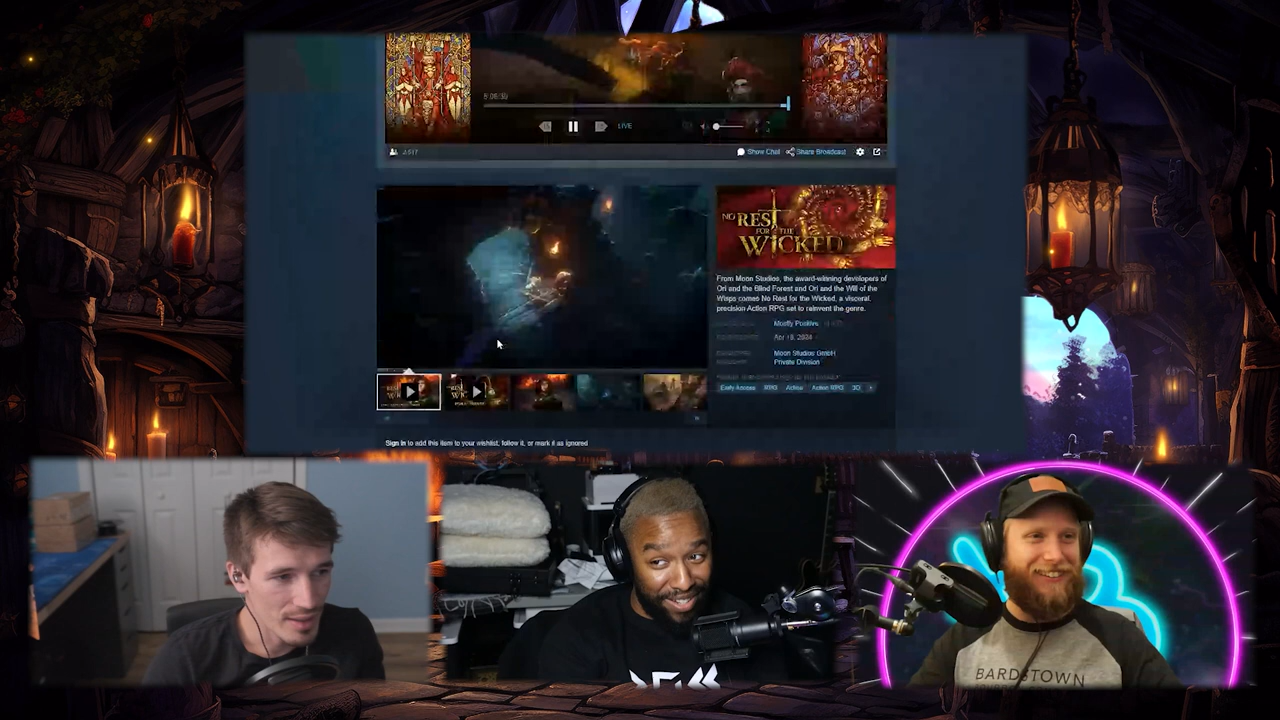 LIVE
Show Chat
Share Broadcast
NO
REST
FOR THE
WICKED
From Moon Studios, the award-winning developers of
Ori and the Blind Forest and Ori and the Will of the
Wisps comes No Rest for the Wicked, a visceral,
precision Action RPG set to reinvent the genre.
Mostly Positive
Apr 18, 2024
Moon Studios GmbH
Private Division
Early Access RPG Action Action RPG 3D +
Sign in to add this item to your wishlist, follow it, or mark it as ignored
BARDSTOWN